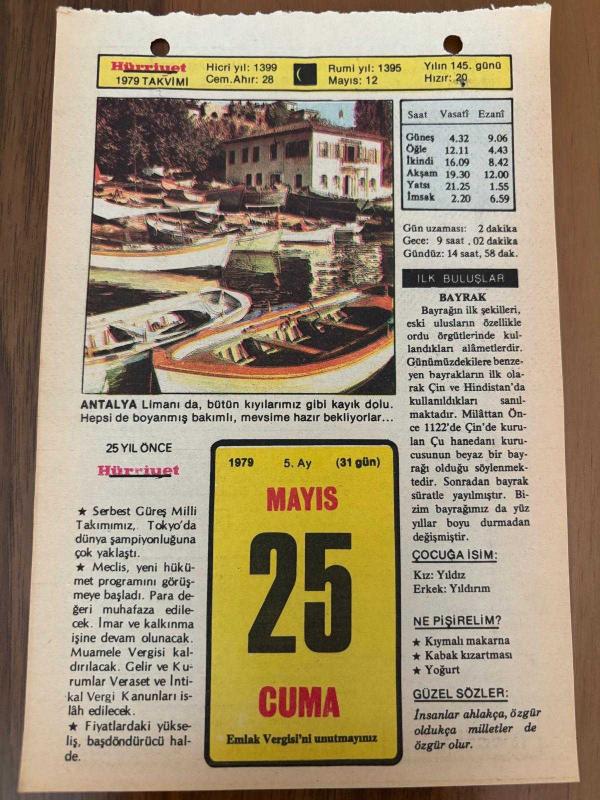 Hürriyet
1979 TAKVİMİ
Hicri yıl: 1399
Cem.Ahır: 28
Rumi yıl: 1395
Mayıs: 12
Yılın 145. günü
Hızır: 20
Saat Vasatî Ezanî
Güneş 4.32 9.06
Öğle 12.11 4.43
İkindi 16.09 8.42
Akşam 19.30 12.00
Yatsı 21.25 1.55
İmsak 2.20 6.59
Gün uzaması: 2 dakika
Gece: 9 saat . 02 dakika
Gündüz: 14 saat, 58 dak.
ANTALYA Limanı da, bütün kıyılarımız gibi kayık dolu.
Hepsi de boyanmış bakımlı, mevsime hazır bekliyorlar...
İLK BULUŞLAR
BAYRAK
Bayrağın ilk şekilleri,
eski ulusların özellikle
ordu örgütlerinde kul-
landıkları alâmetlerdir.
Günümüzdekilere benze-
yen bayrakların ilk ola-
rak Çin ve Hindistan'da
kullanıldıkları sanıl-
maktadır. Milâttan Ön-
ce 1122'de Çin'de kuru-
lan Çu hanedanı kuru-
cusunun beyaz bir bay-
rağı olduğu söylenmek-
tedir. Sonradan bayrak
süratle yayılmıştır. Bi-
zim bayrağımız da yüz
yıllar boyu durmadan
değişmiştir.
ÇOCUĞA İSİM:
Kız: Yıldız
Erkek: Yıldırım
NE PİŞİRELİM?
★ Kıymalı makarna
★ Kabak kızartması
★ Yoğurt
GÜZEL SÖZLER:
İnsanlar ahlakça, özgür
oldukça milletler de
özgür olur.
25 YIL ÖNCE
Hürriyet
★ Serbest Güreş Milli
Takımımız, Tokyo'da
dünya şampiyonluğuna
çok yaklaştı.
★ Meclis, yeni hükü-
met programını görüş-
meye başladı. Para de-
ğeri muhafaza edile-
cek. İmar ve kalkınma
işine devam olunacak.
Muamele Vergisi kal-
dırılacak. Gelir ve Ku-
rumlar Veraset ve İnti-
kal Vergi Kanunları is-
lâh edilecek.
★ Fiyatlardaki yükse-
liş, başdöndürücü hal-
de.
1979 5. Ay (31 gün)
MAYIS
25
CUMA
Emlak Vergisi'ni unutmayınız